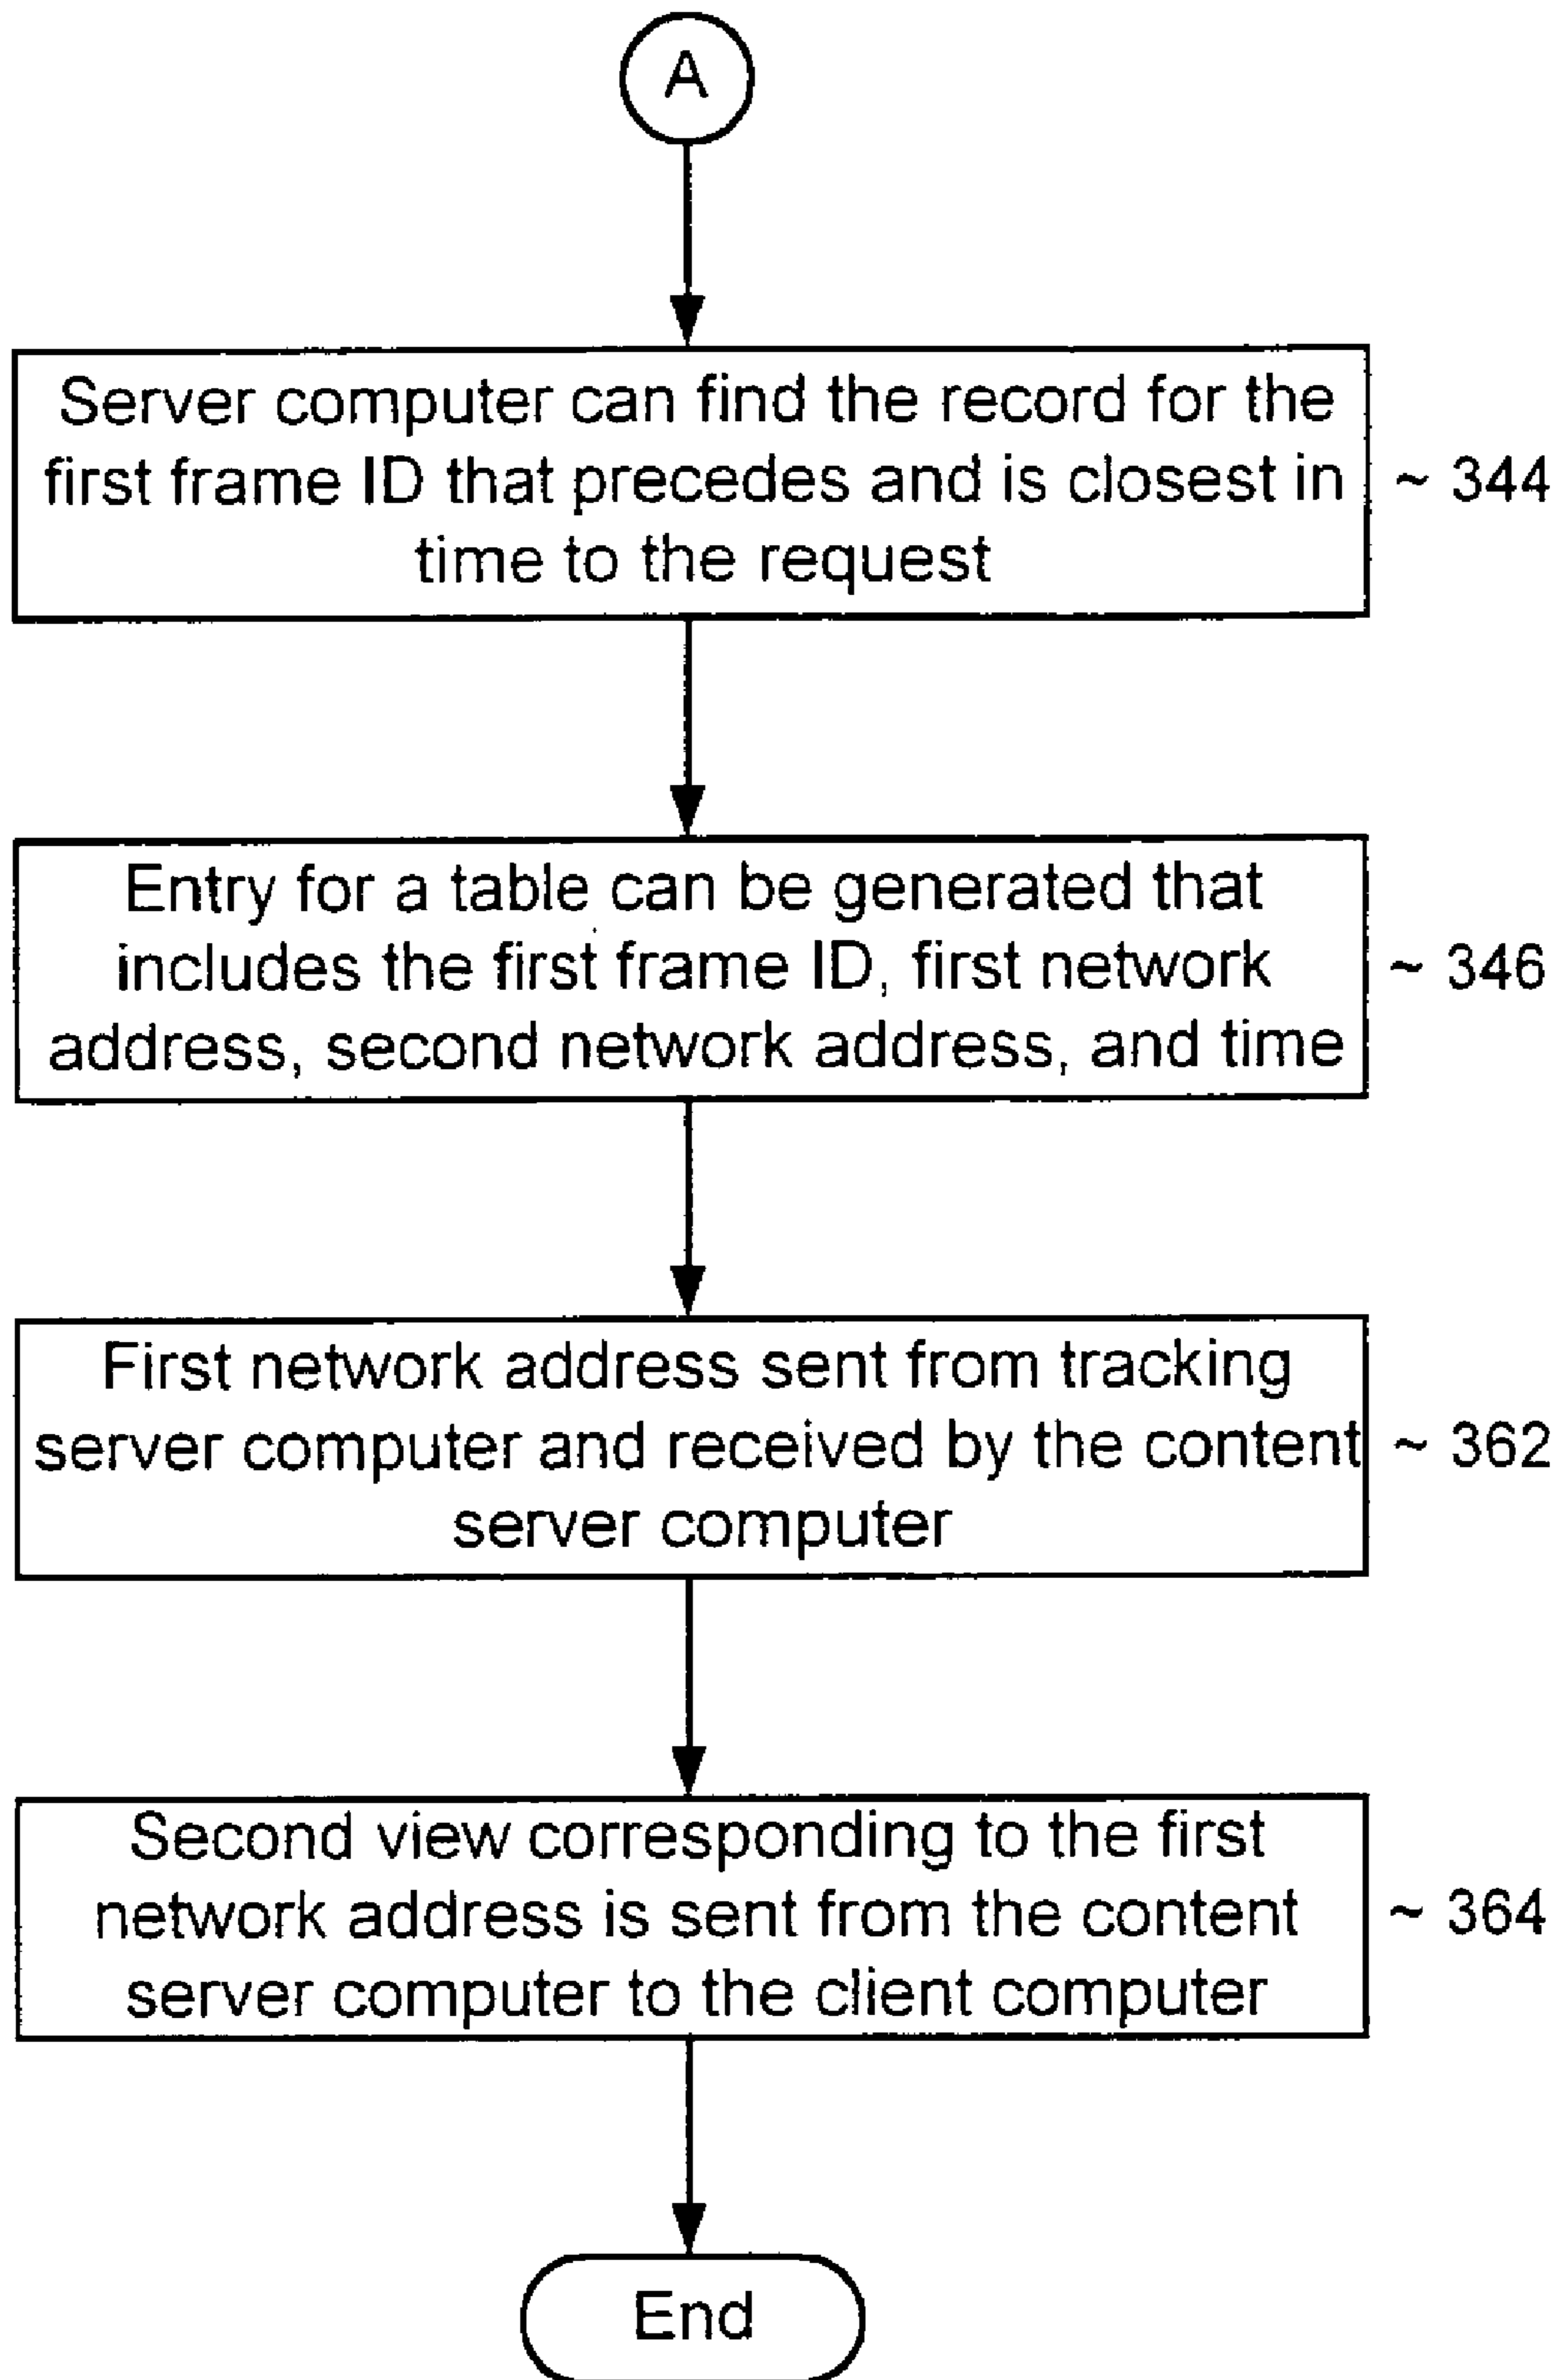 A
Server computer can find the record for the
first frame ID that precedes and is closest in
time to the request
~ 344
Entry for a table can be generated that
includes the first frame ID, first network
address, second network address, and time
~ 346
First network address sent from tracking
server computer and received by the content
server computer
~ 362
Second view corresponding to the first
network address is sent from the content
server computer to the client computer
~ 364
End